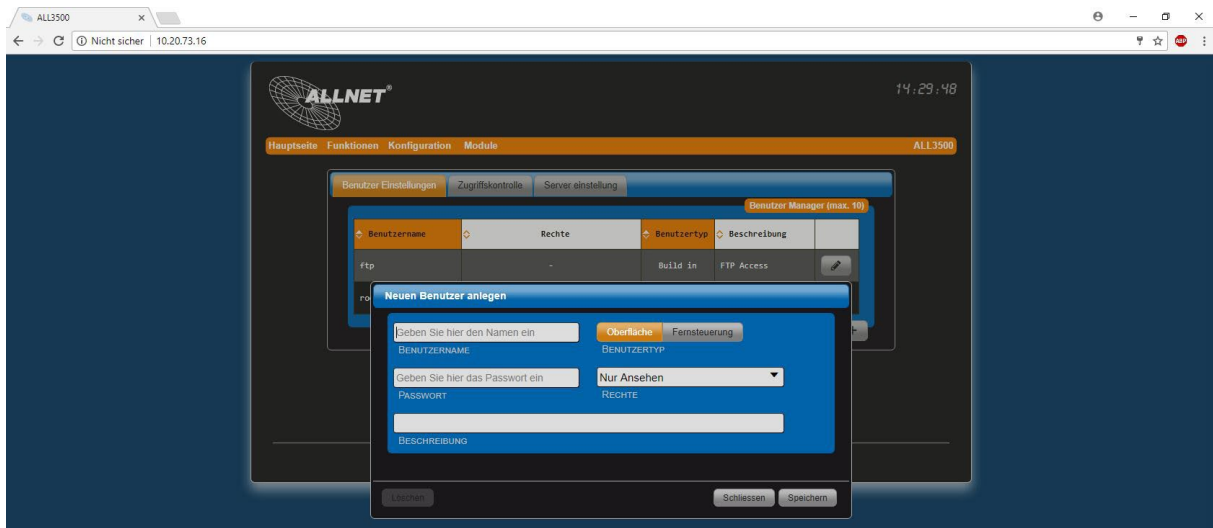 ALL3500
Nicht sicher 10.20.73.16
ABP
ALLNET®
14:29:48
Hauptseite Funktionen Konfiguration Module ALL3500
Benutzer Einstellungen Zugriffskontrolle Server einstellung
Benutzer Manager (max. 10)
Benutzername Rechte Benutzertyp Beschreibung
ftp - Build in FTP Access
Neuen Benutzer anlegen
Geben Sie hier den Namen ein Oberfläche Fernsteuerung
BENUTZERNAME BENUTZERTYP
Geben Sie hier das Passwort ein Nur Ansehen
PASSWORT RECHTE
BESCHREIBUNG
Löschen Schliessen Speichern